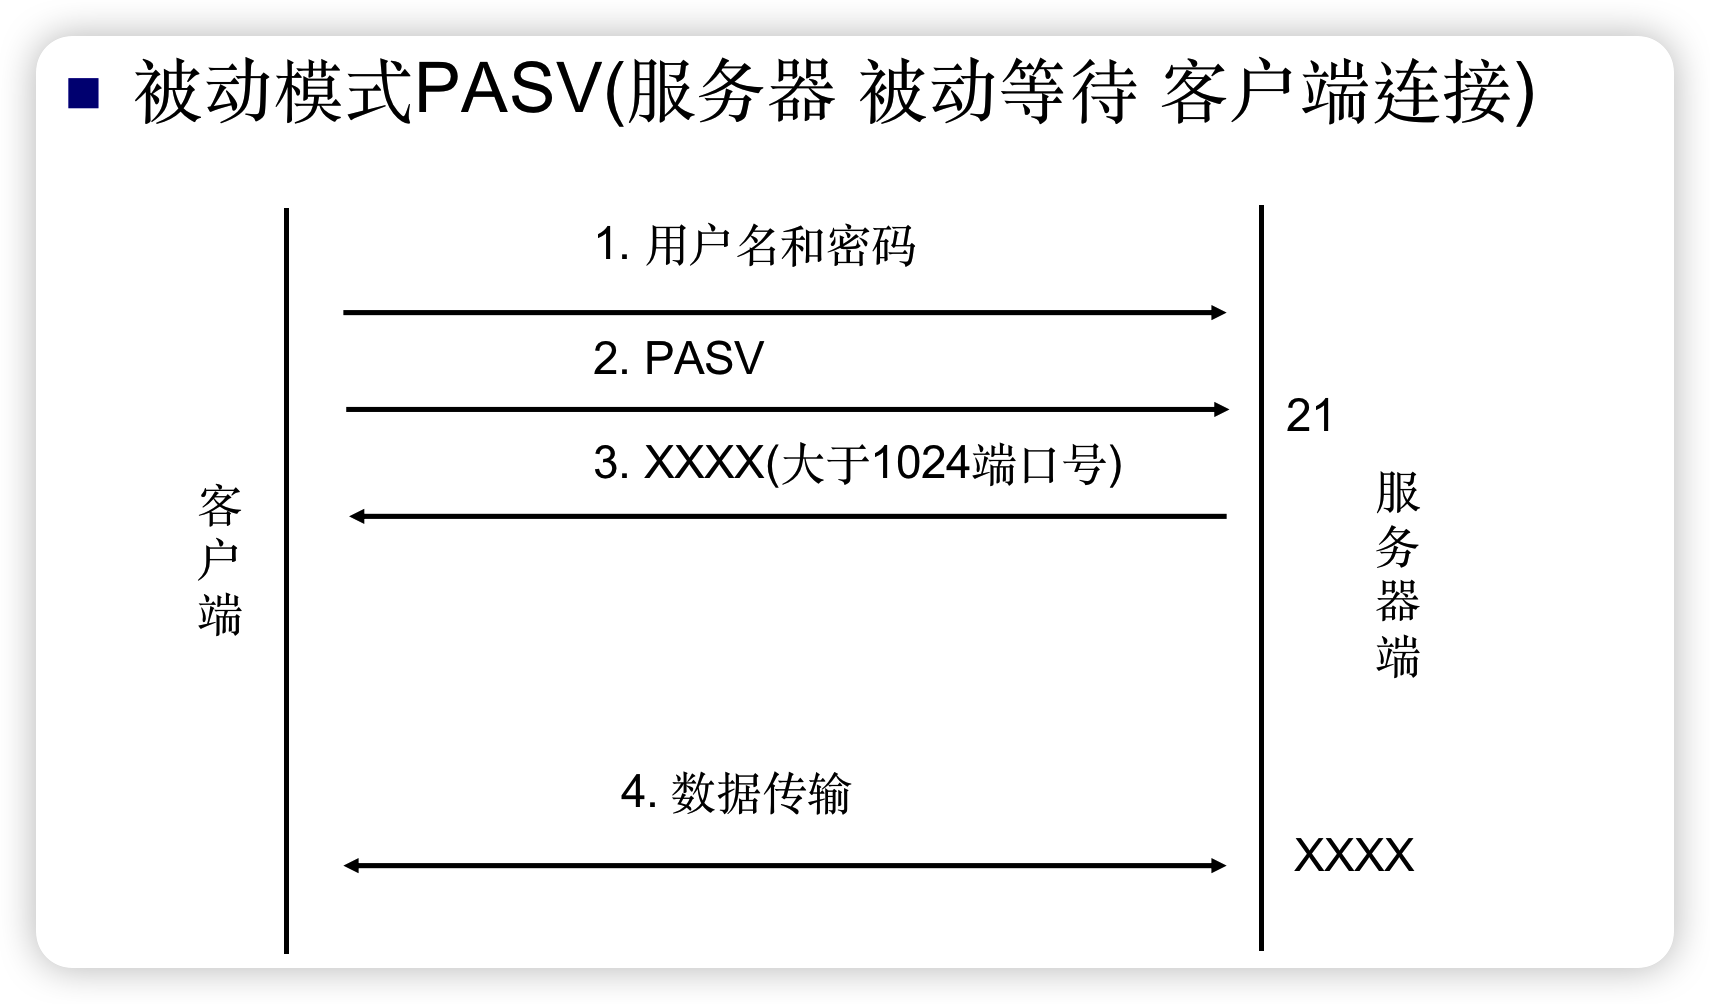 被动模式PASV(服务器 被动等待 客户端连接)
1. 用户名和密码
2. PASV
21
3. XXXX(大于1024端口号)
客户端
服务器端
4. 数据传输
XXXX